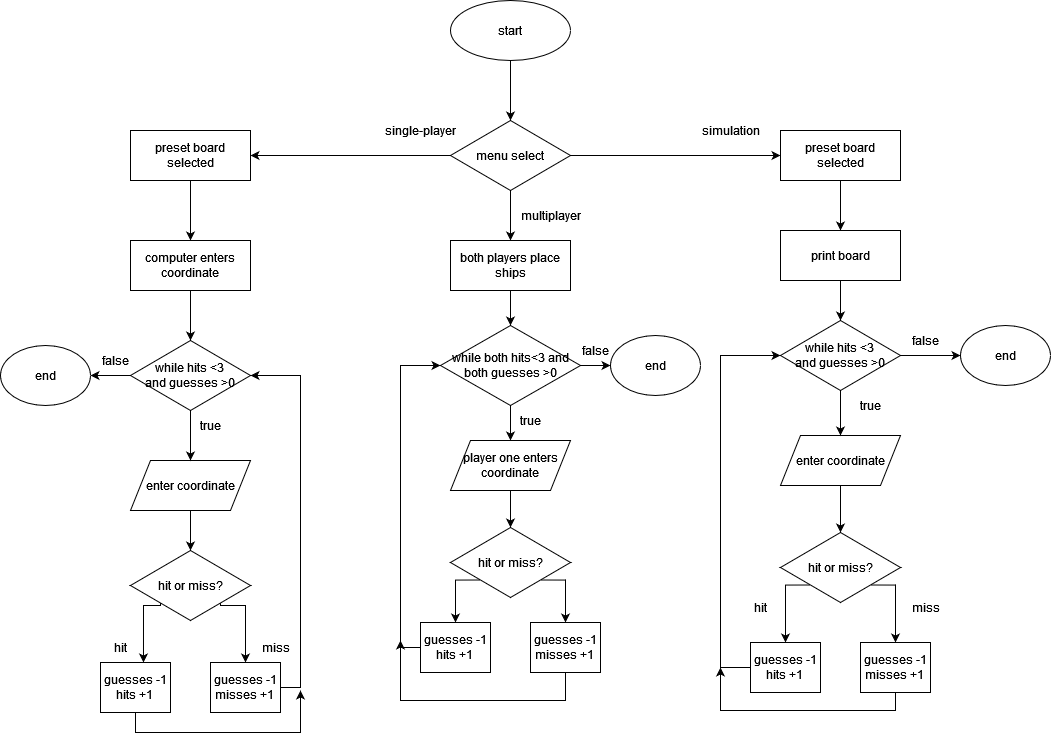 start
single-player
simulation
preset board
selected
menu select
preset board
selected
multiplayer
computer enters
coordinate
both players place
ships
print board
false
end
while hits <3
and guesses >0
while both hits<3 and
both guesses >0
false
end
while hits <3
and guesses >0
false
end
true
true
true
enter coordinate
player one enters
coordinate
enter coordinate
hit or miss?
hit or miss?
hit or miss?
hit
miss
hit
miss
guesses -1
hits +1
guesses -1
misses +1
guesses -1
hits +1
guesses -1
misses +1
guesses -1
hits +1
guesses -1
misses +1